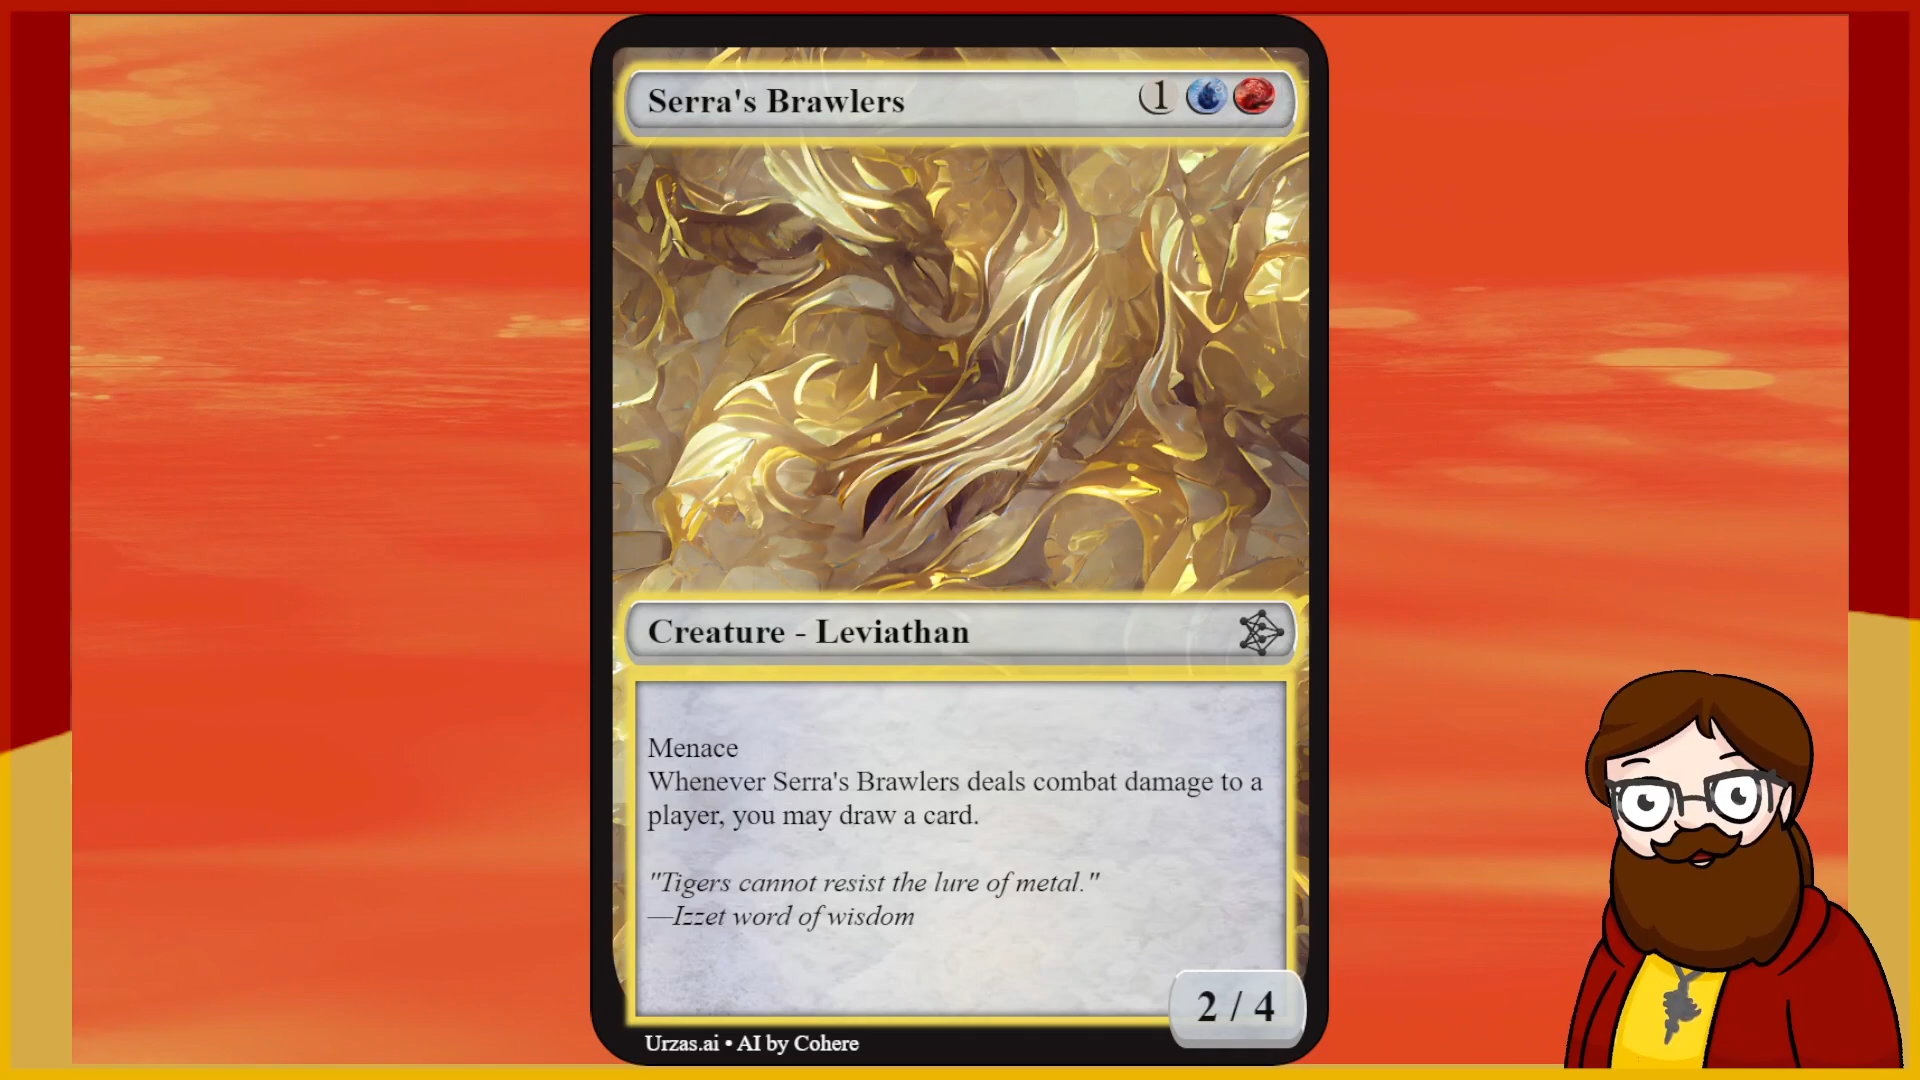 Serra's Brawlers 1
Creature - Leviathan
Menace
Whenever Serra's Brawlers deals combat damage to a
player, you may draw a card.
"Tigers cannot resist the lure of metal."
—Izzet word of wisdom
2 / 4
Urzas.ai • AI by Cohere